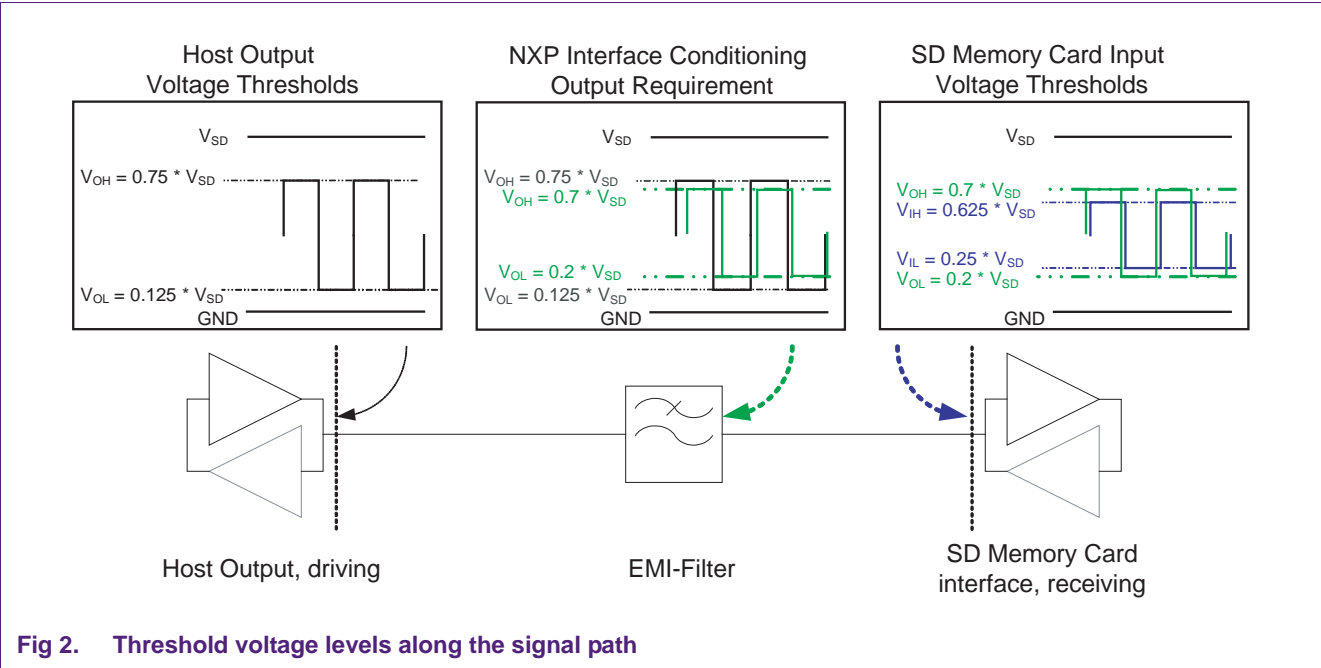 Host Output
Voltage Thresholds
V_SD
V_OH = 0.75 * V_SD
V_OL = 0.125 * V_SD
GND
NXP Interface Conditioning
Output Requirement
V_SD
V_OH = 0.75 * V_SD
V_OH = 0.7 * V_SD
V_OL = 0.2 * V_SD
V_OL = 0.125 * V_SD
GND
SD Memory Card Input
Voltage Thresholds
V_SD
V_OH = 0.7 * V_SD
V_IH = 0.625 * V_SD
V_IL = 0.25 * V_SD
V_OL = 0.2 * V_SD
GND
Host Output, driving
EMI-Filter
SD Memory Card
interface, receiving
Fig 2. Threshold voltage levels along the signal path